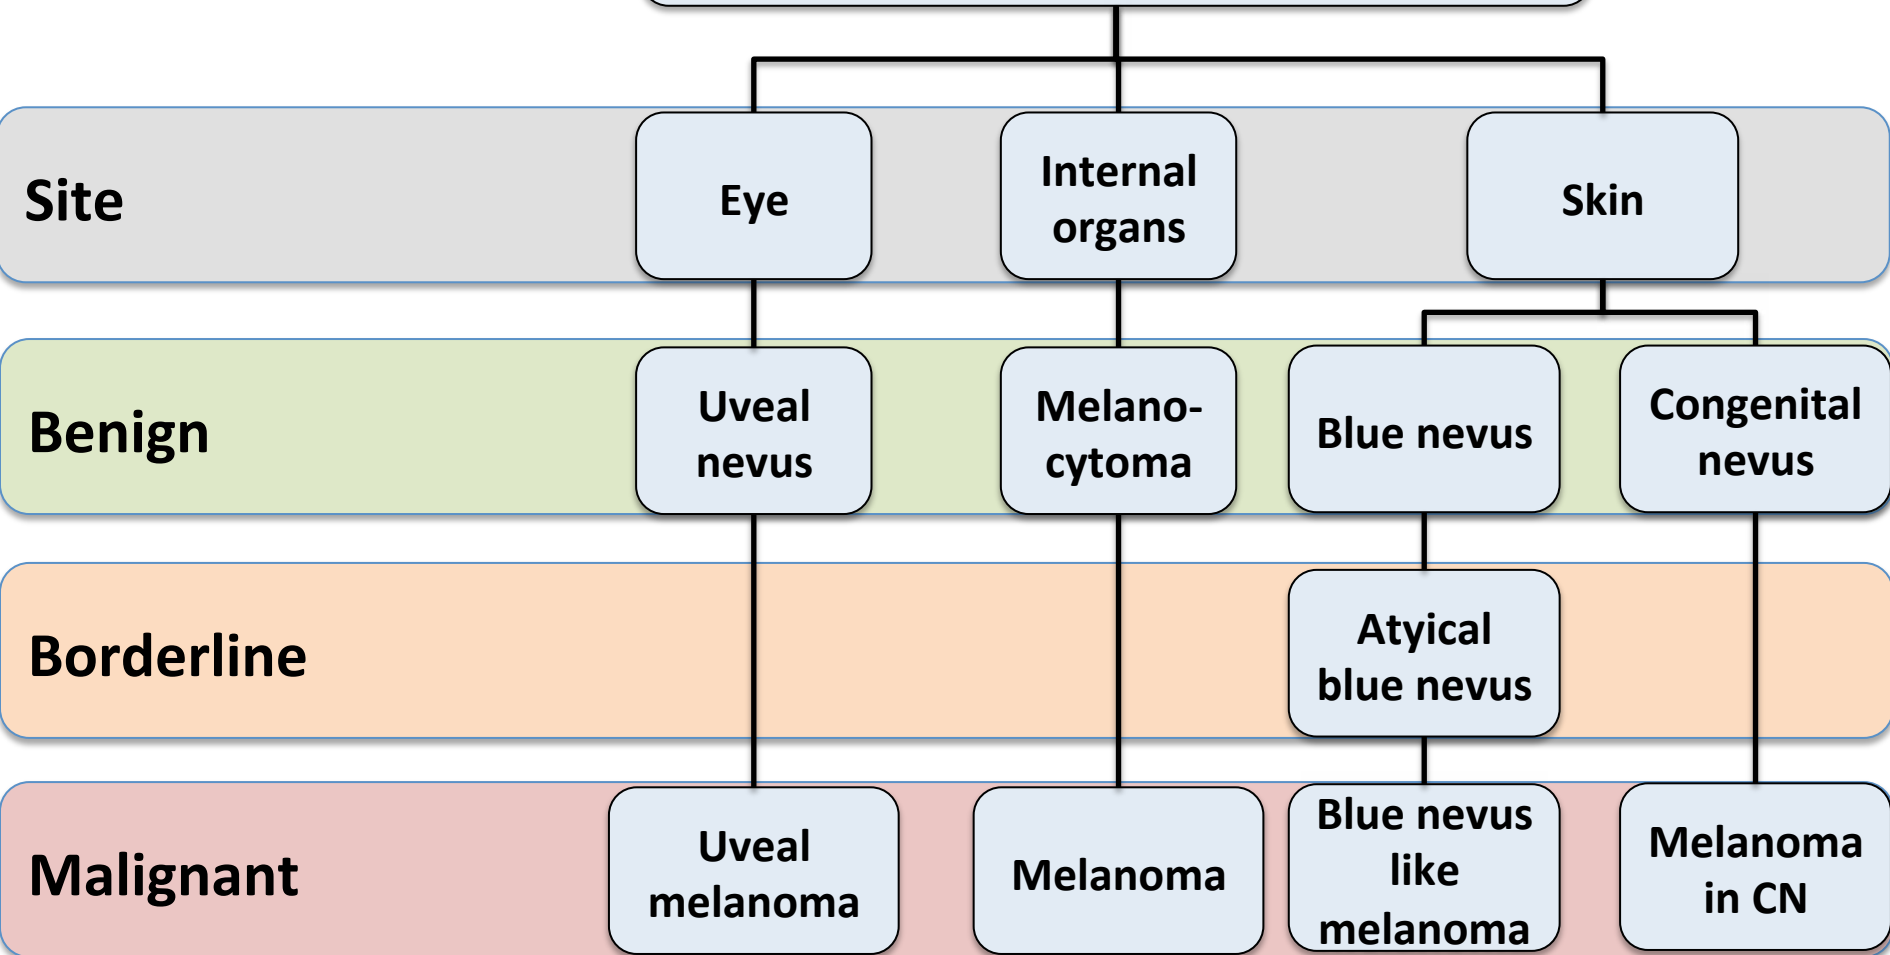 Site
Eye
Internal
organs
Skin
Benign
Uveal
nevus
Melano-
cytoma
Blue nevus
Congenital
nevus
Borderline
Atyical
blue nevus
Malignant
Uveal
melanoma
Melanoma
Blue nevus
like
melanoma
Melanoma
in CN